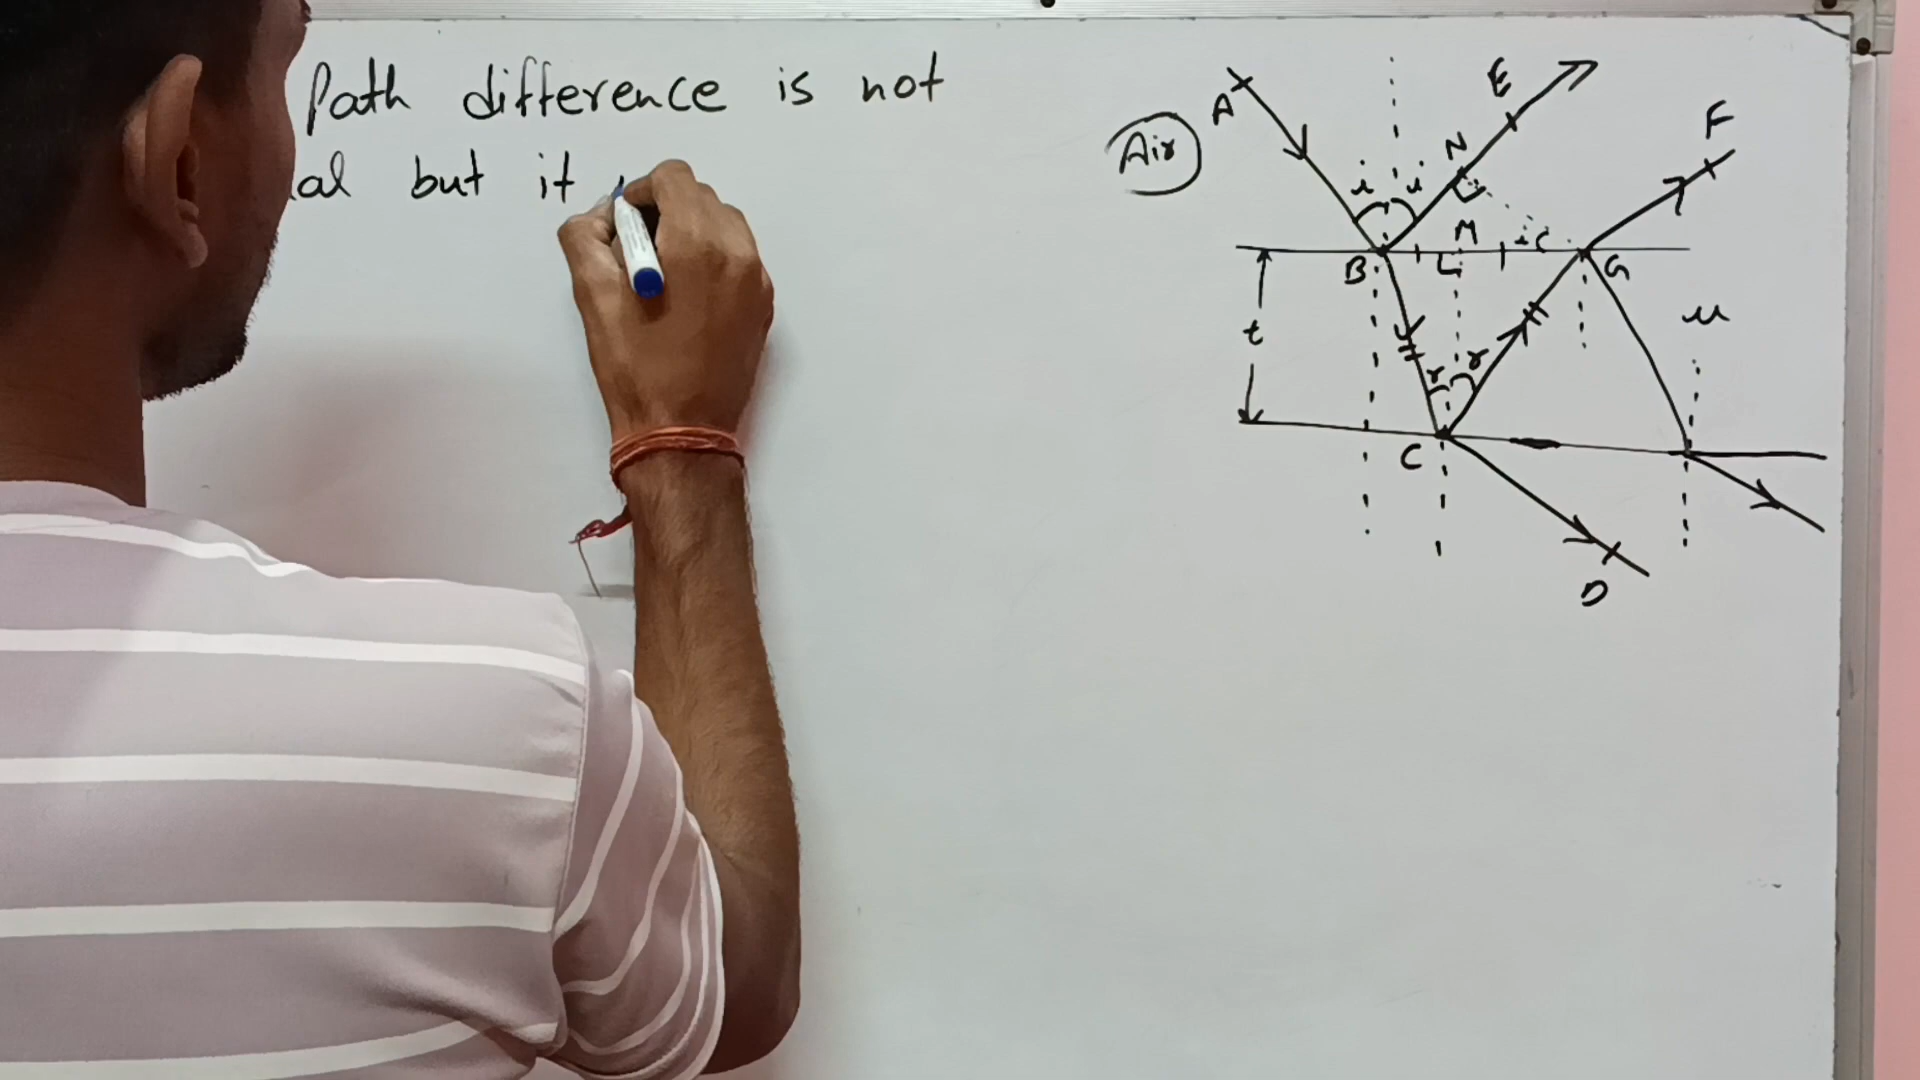 Path difference is not
al but it
Air
A
E
F
N
i i
M
i
B
G
t
r r
μ
C
D